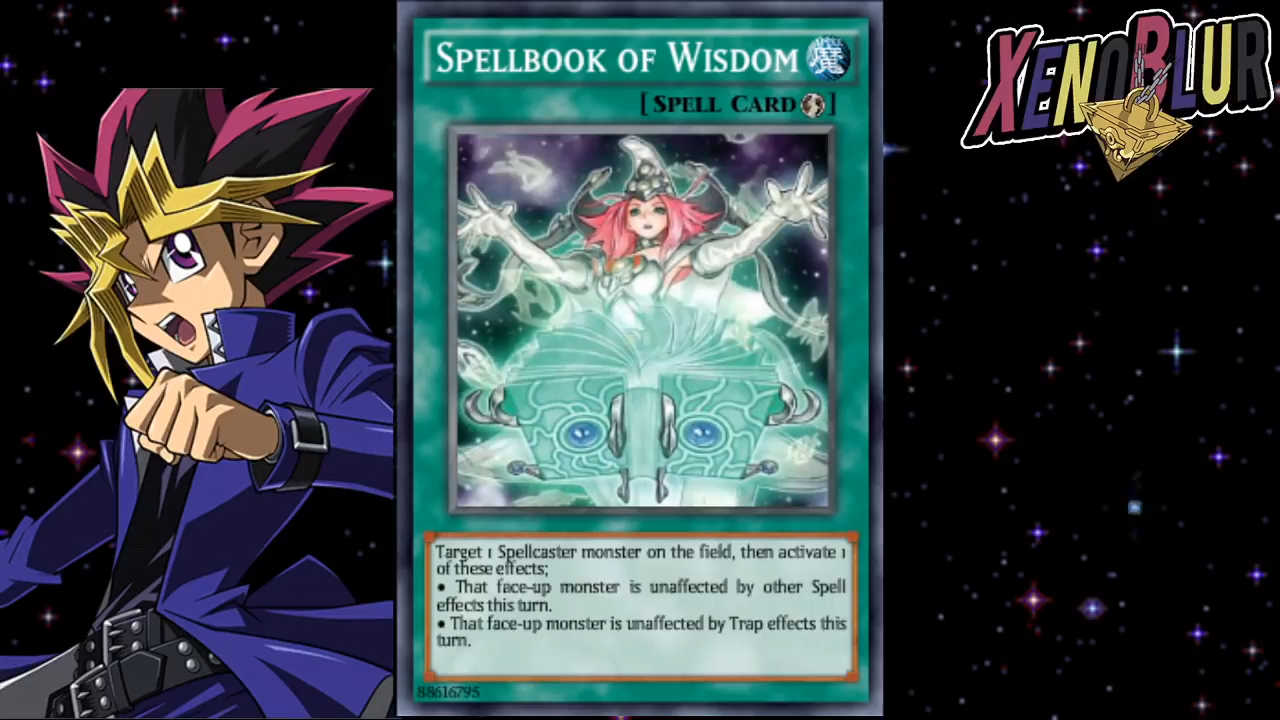 XENOBLUR
SPELLBOOK OF WISDOM
SPELL
魔
[SPELL CARD]
Target 1 Spellcaster monster on the field, then activate 1
of these effects;
• That face-up monster is unaffected by other Spell
effects this turn.
• That face-up monster is unaffected by Trap effects this
turn.
88616795